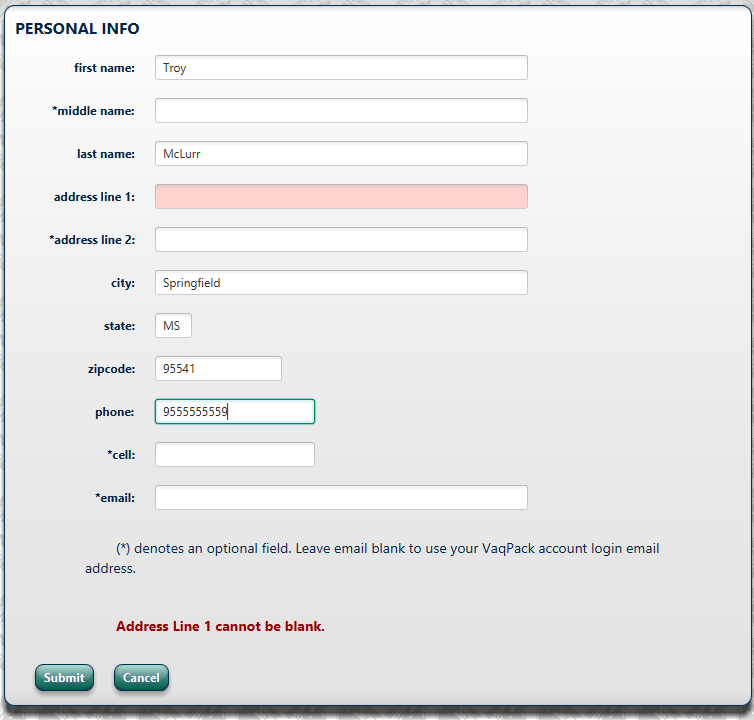 PERSONAL INFO
first name: Troy
*middle name:
last name: McLurr
address line 1:
*address line 2:
city: Springfield
state: MS
zipcode: 95541
phone: 9555555559
*cell:
*email:
(*) denotes an optional field. Leave email blank to use your VaqPack account login email
address.
Address Line 1 cannot be blank.
Submit Cancel